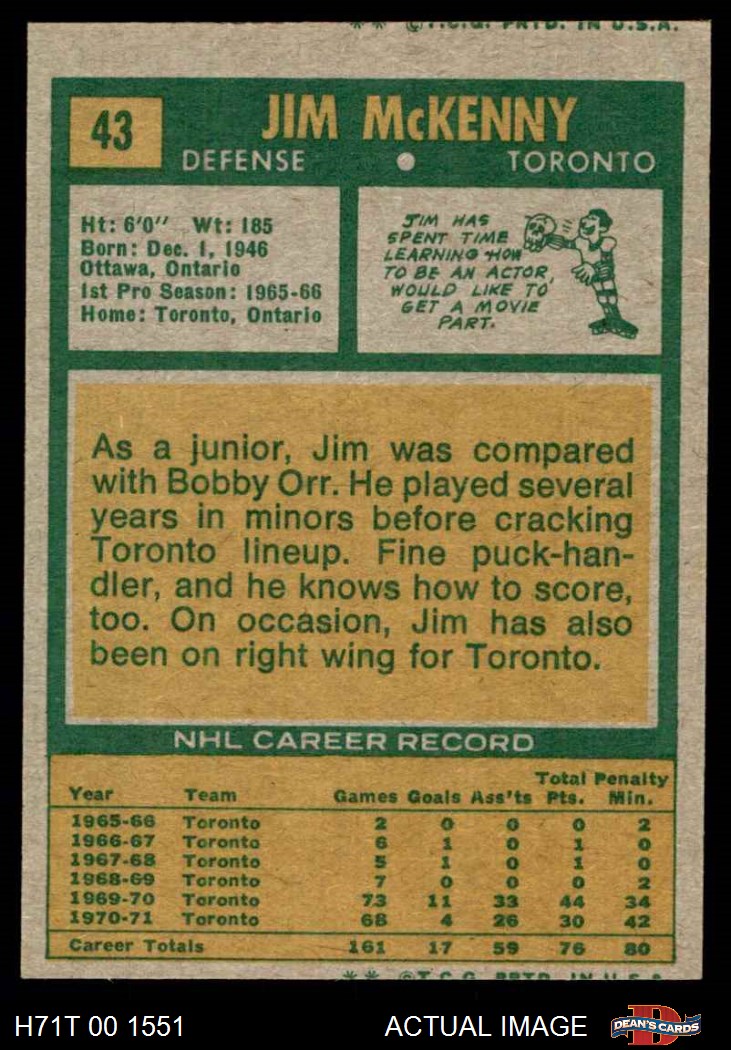 ** ©T.C.G. PRTD. IN U.S.A.
43
JIM McKENNY
DEFENSE
TORONTO
Ht: 6'0" Wt: 185
Born: Dec. 1, 1946
Ottawa, Ontario
1st Pro Season: 1965-66
Home: Toronto, Ontario
JIM HAS
SPENT TIME
LEARNING HOW
TO BE AN ACTOR,
WOULD LIKE TO
GET A MOVIE
PART.
As a junior, Jim was compared
with Bobby Orr. He played several
years in minors before cracking
Toronto lineup. Fine puck-han-
dler, and he knows how to score,
too. On occasion, Jim has also
been on right wing for Toronto.
NHL CAREER RECORD
Total Penalty
Year Team Games Goals Ass'ts Pts. Min.
1965-66 Toronto 2 0 0 0 2
1966-67 Toronto 6 1 0 1 0
1967-68 Toronto 5 1 0 1 0
1968-69 Toronto 7 0 0 0 2
1969-70 Toronto 73 11 33 44 34
1970-71 Toronto 68 4 26 30 42
Career Totals 161 17 59 76 80
** ©T.C.G. PRTD. IN U.S.A.
H71T 00 1551
ACTUAL IMAGE
D
DEAN'S CARDS